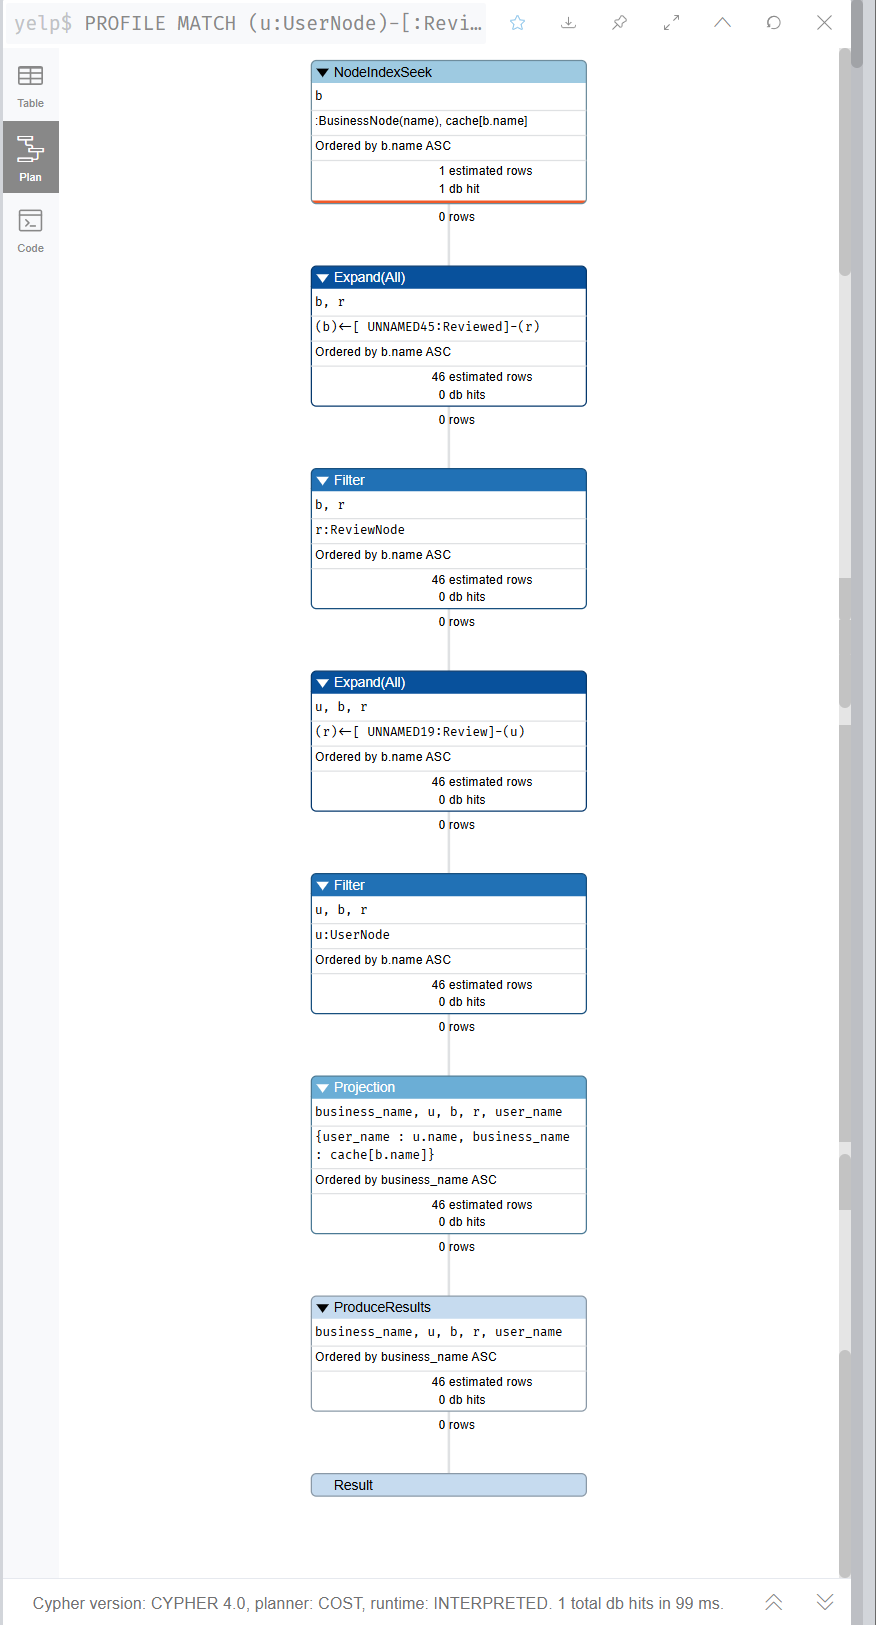 yelp$ PROFILE MATCH (u:UserNode)-[:Revi…
Table
Plan
Code
NodeIndexSeek
b
:BusinessNode(name), cache[b.name]
Ordered by b.name ASC
1 estimated rows
1 db hit
0 rows
Expand(All)
b, r
(b)<-[ UNNAMED45:Reviewed]-(r)
Ordered by b.name ASC
46 estimated rows
0 db hits
0 rows
Filter
b, r
r:ReviewNode
Ordered by b.name ASC
46 estimated rows
0 db hits
0 rows
Expand(All)
u, b, r
(r)<-[ UNNAMED19:Review]-(u)
Ordered by b.name ASC
46 estimated rows
0 db hits
0 rows
Filter
u, b, r
u:UserNode
Ordered by b.name ASC
46 estimated rows
0 db hits
0 rows
Projection
business_name, u, b, r, user_name
{user_name : u.name, business_name
: cache[b.name]}
Ordered by business_name ASC
46 estimated rows
0 db hits
0 rows
ProduceResults
business_name, u, b, r, user_name
Ordered by business_name ASC
46 estimated rows
0 db hits
0 rows
Result
Cypher version: CYPHER 4.0, planner: COST, runtime: INTERPRETED. 1 total db hits in 99 ms.